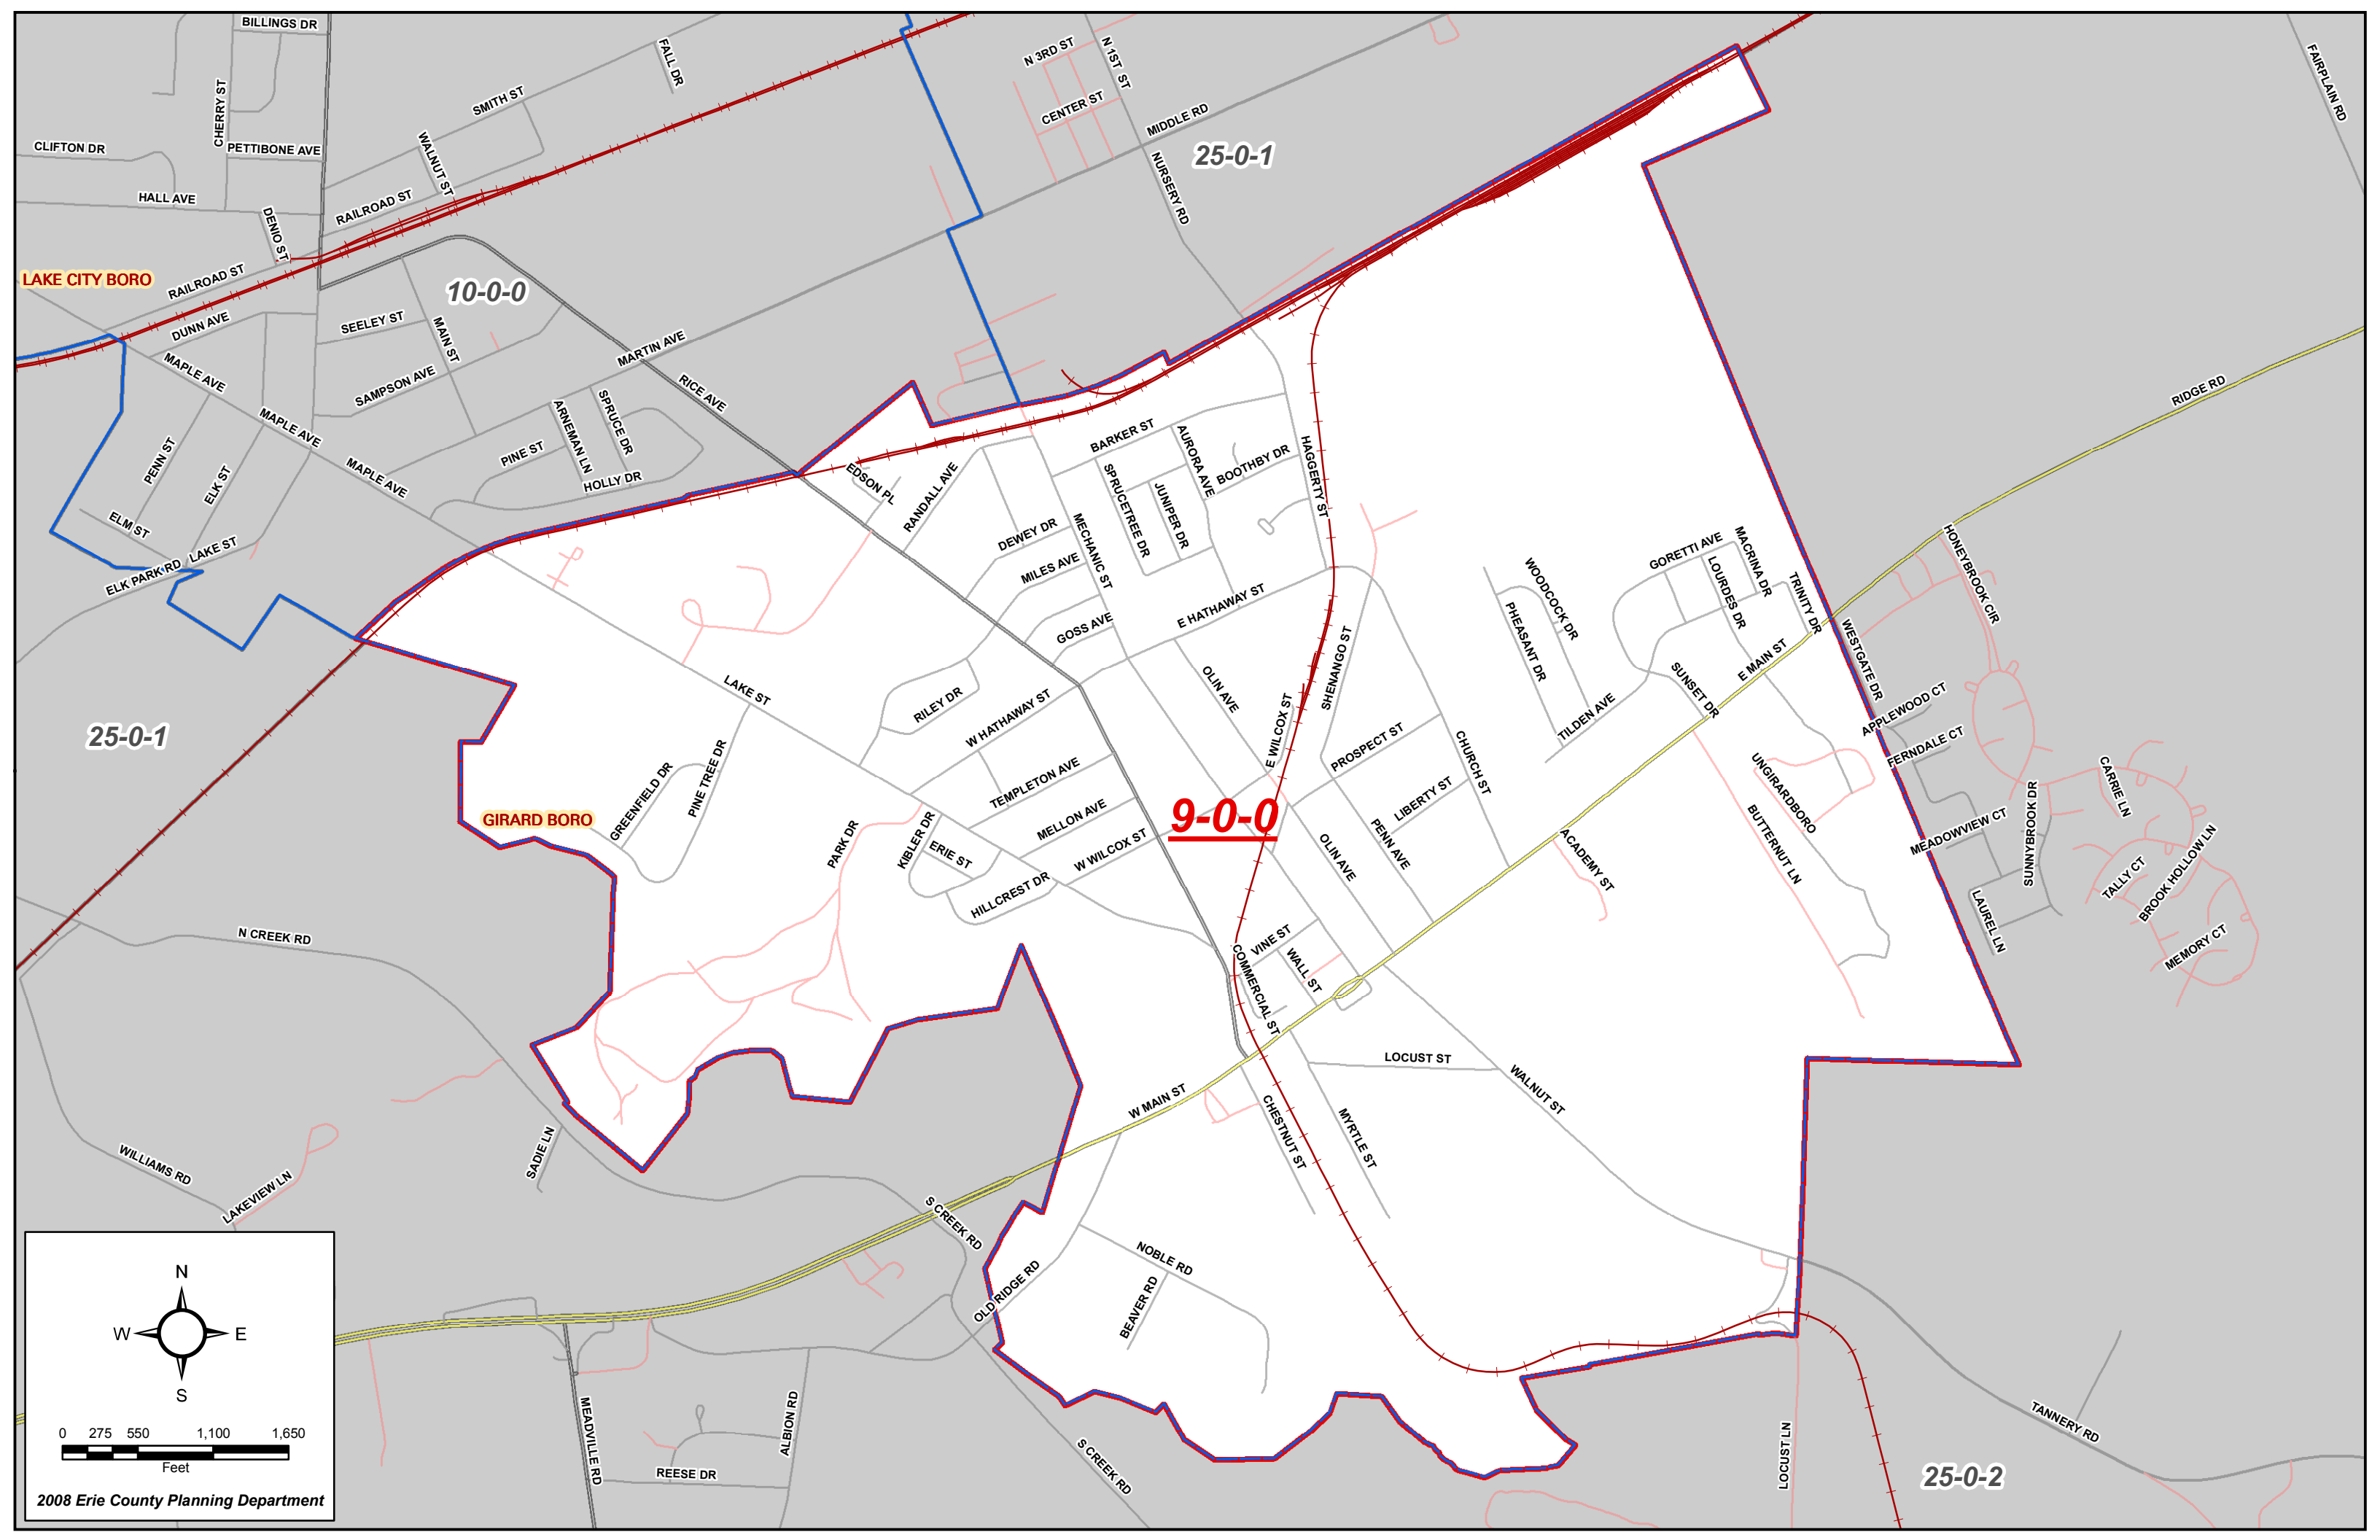 BILLINGS DR
FALL DR
N 3RD ST
N 1ST ST
FAIRPLAIN RD
CHERRY ST
SMITH ST
CENTER ST
MIDDLE RD
CLIFTON DR
PETTIBONE AVE
WALNUT ST
25-0-1
NURSERY RD
HALL AVE
RAILROAD ST
DENIO ST
LAKE CITY BORO
RAILROAD ST
10-0-0
DUNN AVE
SEELEY ST
MAIN ST
MARTIN AVE
MAPLE AVE
SAMPSON AVE
RICE AVE
RIDGE RD
MAPLE AVE
ARNEMAN LN
SPRUCE DR
BARKER ST
AURORA AVE
HAGGERTY ST
PENN ST
ELK ST
MAPLE AVE
PINE ST
HOLLY DR
EDSON PL
RANDALL AVE
SPRUCETREE DR
JUNIPER DR
BOOTHBY DR
ELM ST
LAKE ST
ELK PARK RD
DEWEY DR
MECHANIC ST
MILES AVE
GOSS AVE
E HATHAWAY ST
WOODCOCK DR
PHEASANT DR
GORETTI AVE
MACRINA DR
LOURDES DR
TRINITY DR
HONEYBROOK CIR
WESTGATE DR
25-0-1
LAKE ST
RILEY DR
W HATHAWAY ST
OLIN AVE
SHENANGO ST
E WILCOX ST
PROSPECT ST
CHURCH ST
TILDEN AVE
SUNSET DR
E MAIN ST
APPLEWOOD CT
FERNDALE CT
GREENFIELD DR
PINE TREE DR
TEMPLETON AVE
MELLON AVE
LIBERTY ST
PENN AVE
UNGIRARDBORO
BUTTERNUT LN
MEADOWVIEW CT
SUNNYBROOK DR
CARRIE LN
GIRARD BORO
9-0-0
PARK DR
KIBLER DR
ERIE ST
W WILCOX ST
HILLCREST DR
OLIN AVE
ACADEMY ST
LAUREL LN
TALLY CT
BROOK HOLLOW LN
MEMORY CT
N CREEK RD
VINE ST
WALL ST
COMMERCIAL ST
LOCUST ST
WALNUT ST
W MAIN ST
CHESTNUT ST
MYRTLE ST
SADIE LN
WILLIAMS RD
LAKEVIEW LN
S CREEK RD
OLD RIDGE RD
NOBLE RD
BEAVER RD
MEADVILLE RD
ALBION RD
REESE DR
S CREEK RD
LOCUST LN
TANNERY RD
25-0-2
N
W E
S
0 275 550 1,100 1,650
Feet
2008 Erie County Planning Department